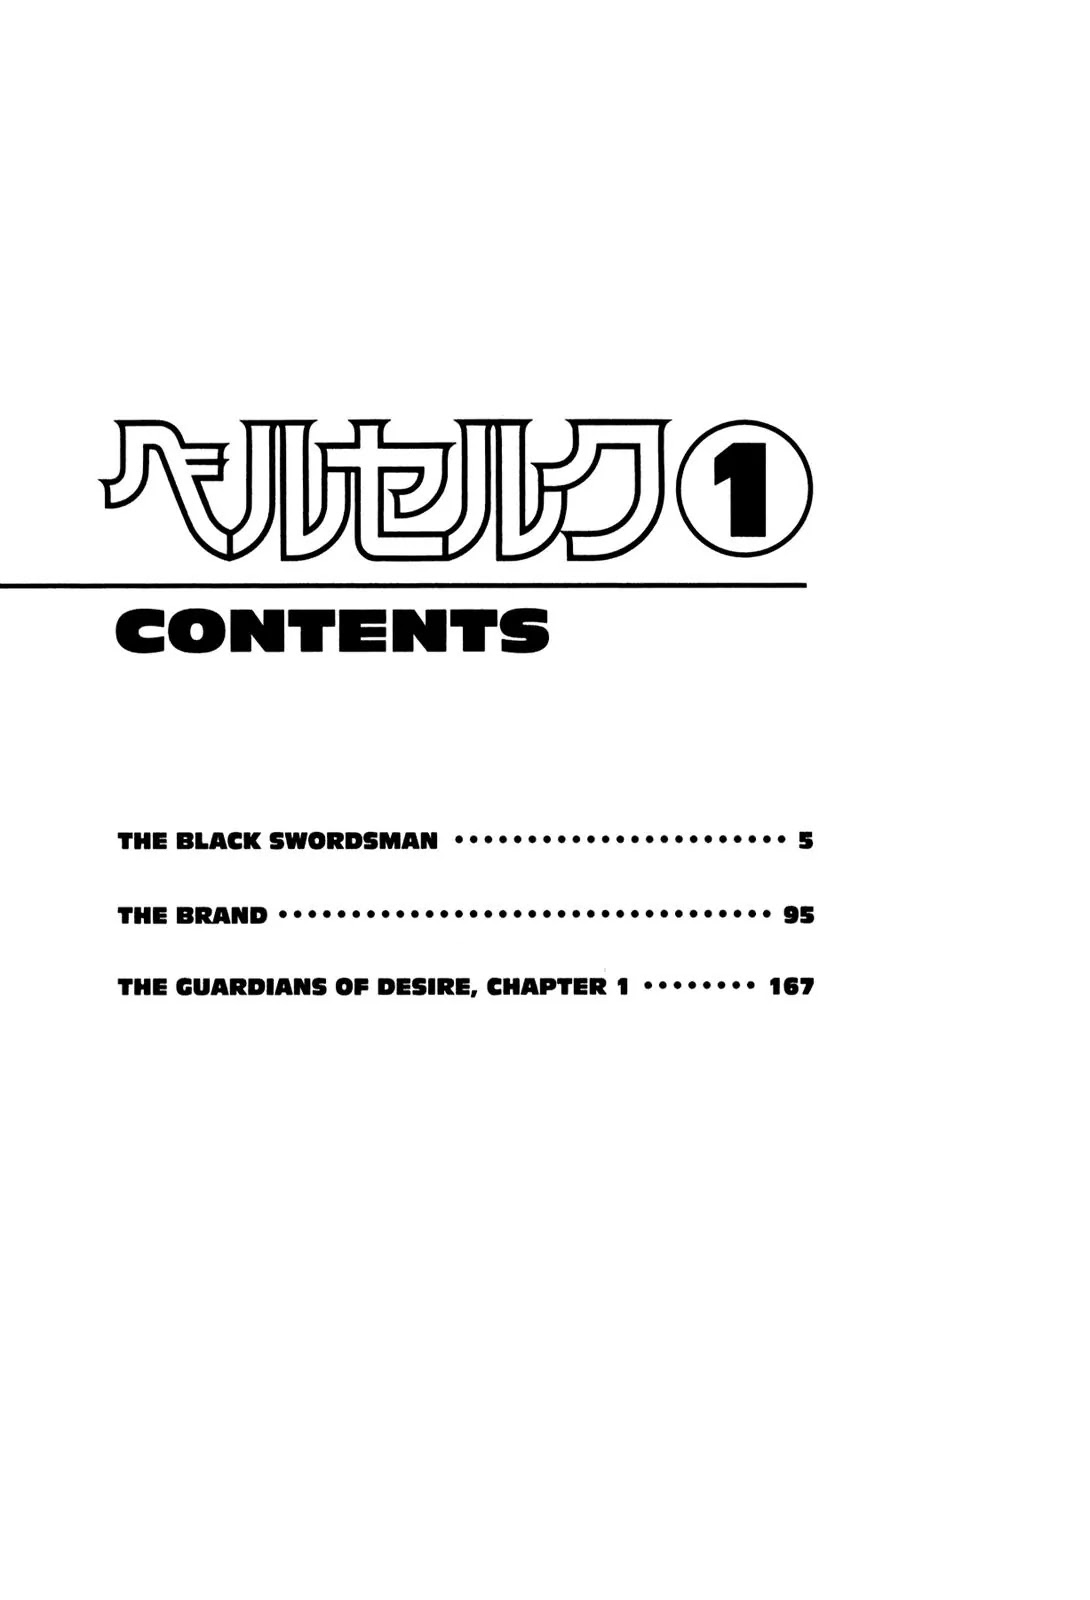 ベルセルク①
CONTENTS
THE BLACK SWORDSMAN ······················· 5
THE BRAND ·································· 95
THE GUARDIANS OF DESIRE, CHAPTER 1 ········ 167